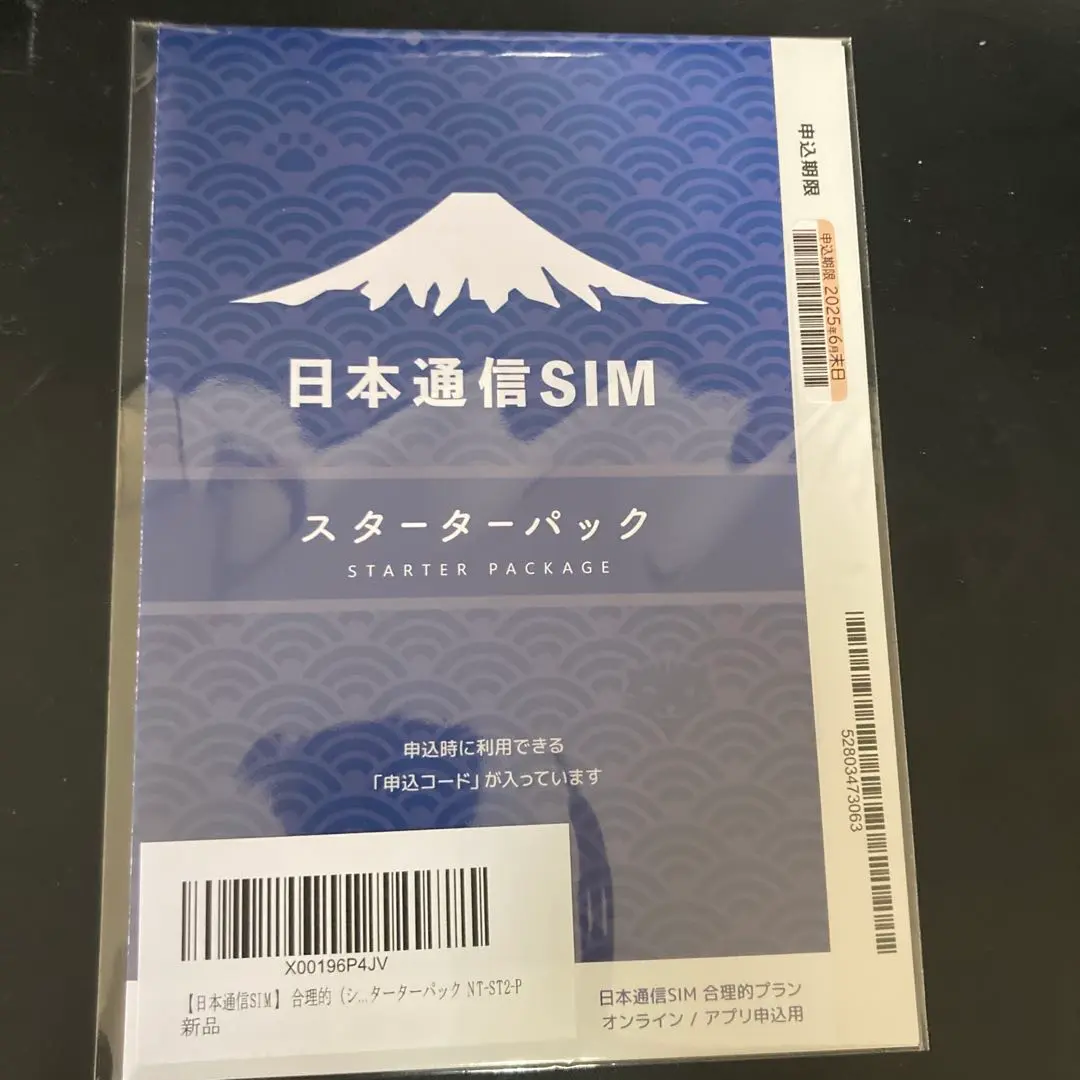 日本通信SIM
スターターパック
STARTER PACKAGE
申込時に利用できる
「申込コード」が入っています
申込期限
申込期限 2025年6月末日
52803473063
X00196P4JV
【日本通信SIM】 合理的 (シ...ターターパック NT-ST2-P
新品
日本通信SIM 合理的プラン
オンライン / アプリ申込用